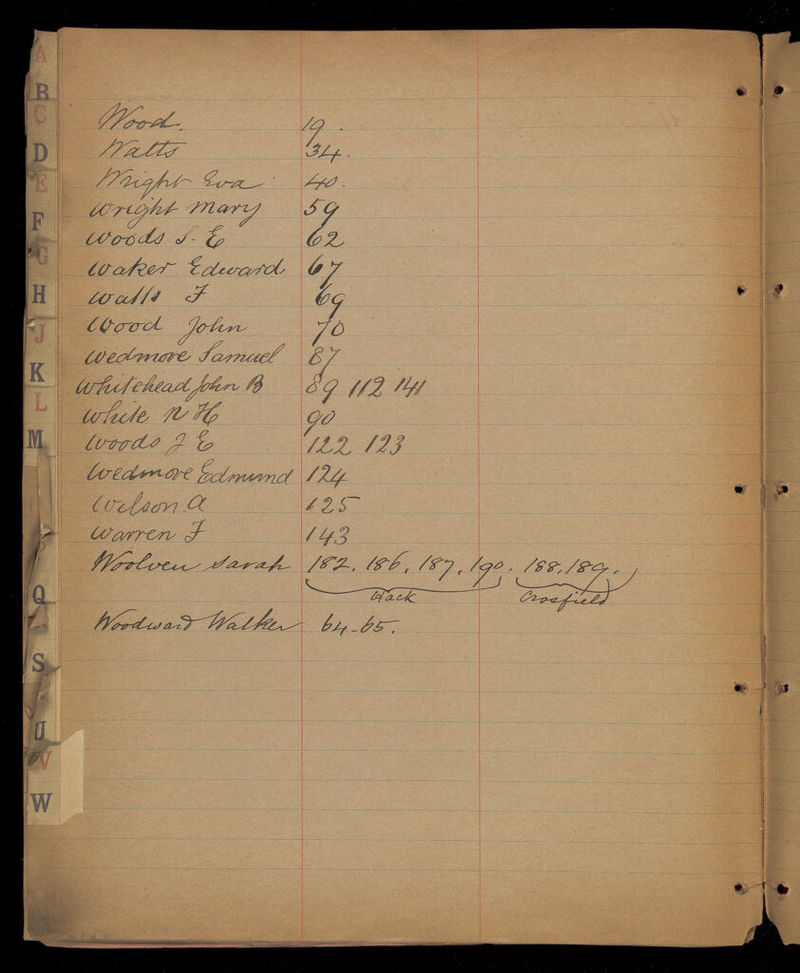 A
B
C
D
E
F
G
H
J
K
L
M
P
Q
S
U
V
W
Wood. 19.
Watts 34.
Wright Eva 40.
Wright Mary 59
Woods S. E 62
Waker Edward 67
Watts F 69
Wood John 70
Wedmore Samuel 87
Whitehead John B 89 112 141
White N H 90
Woods J E 122 123
Wedmore Edmund 124
Wilson A 125
Warren F 143
Woolven Sarah 182, 186, 187, 190, 188, 189.
Hack Crosfield
Woodward Walker 64-65.